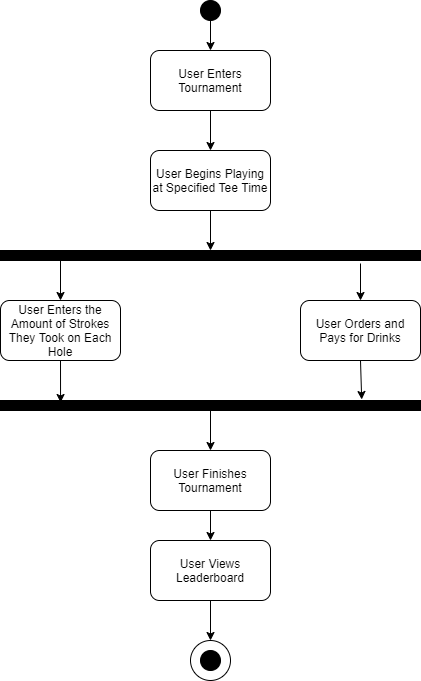 User Enters
Tournament
User Begins Playing
at Specified Tee Time
User Enters the
Amount of Strokes
They Took on Each
Hole
User Orders and
Pays for Drinks
User Finishes
Tournament
User Views
Leaderboard